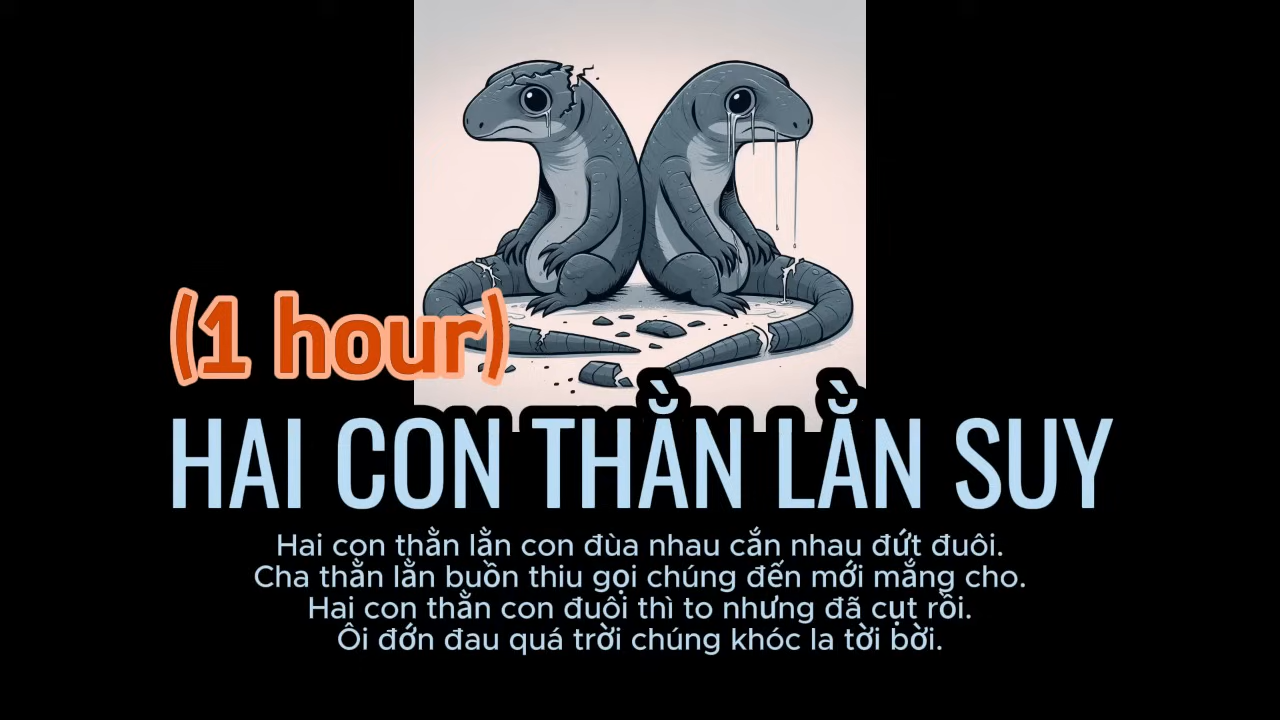 (1 hour)
HAI CON THẰN LẰN SUY
Hai con thằn lằn con đùa nhau cắn nhau đứt đuôi.
Cha thằn lằn buồn thiu gọi chúng đến mới mắng cho.
Hai con thằn con đuôi thì to nhưng đã cụt rồi.
Ôi đớn đau quá trời chúng khóc la tời bời.